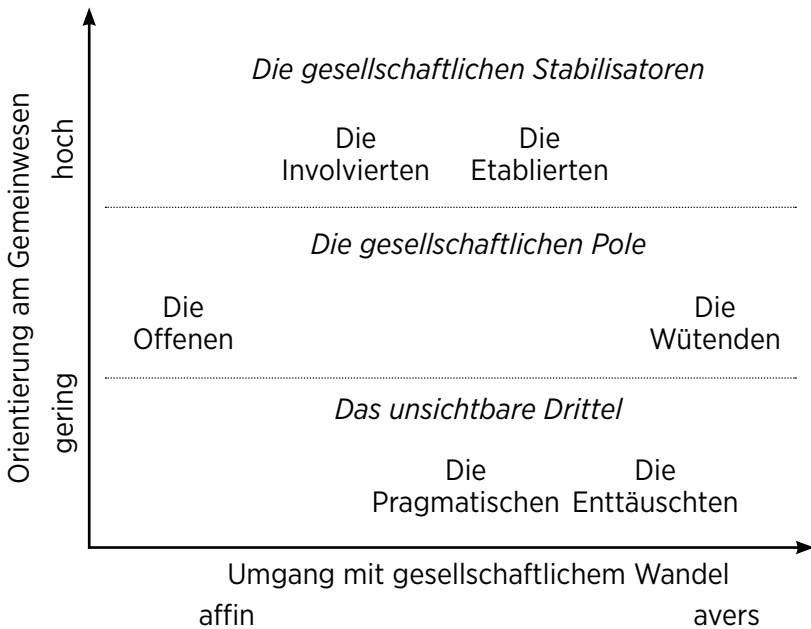 Orientierung am Gemeinwesen
hoch
gering
Die gesellschaftlichen Stabilisatoren
Die
Involvierten
Die
Etablierten
Die gesellschaftlichen Pole
Die
Offenen
Die
Wütenden
Das unsichtbare Drittel
Die
Pragmatischen
Die
Enttäuschten
Umgang mit gesellschaftlichem Wandel
affin
avers